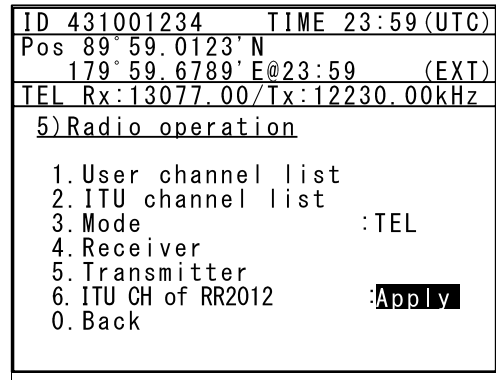 ID 431001234 TIME 23:59(UTC)
Pos 89°59.0123'N
179°59.6789'E@23:59 (EXT)
TEL Rx:13077.00/Tx:12230.00kHz
5)Radio operation
1.User channel list
2.ITU channel list
3.Mode :TEL
4.Receiver
5.Transmitter
6.ITU CH of RR2012 :Apply
0.Back